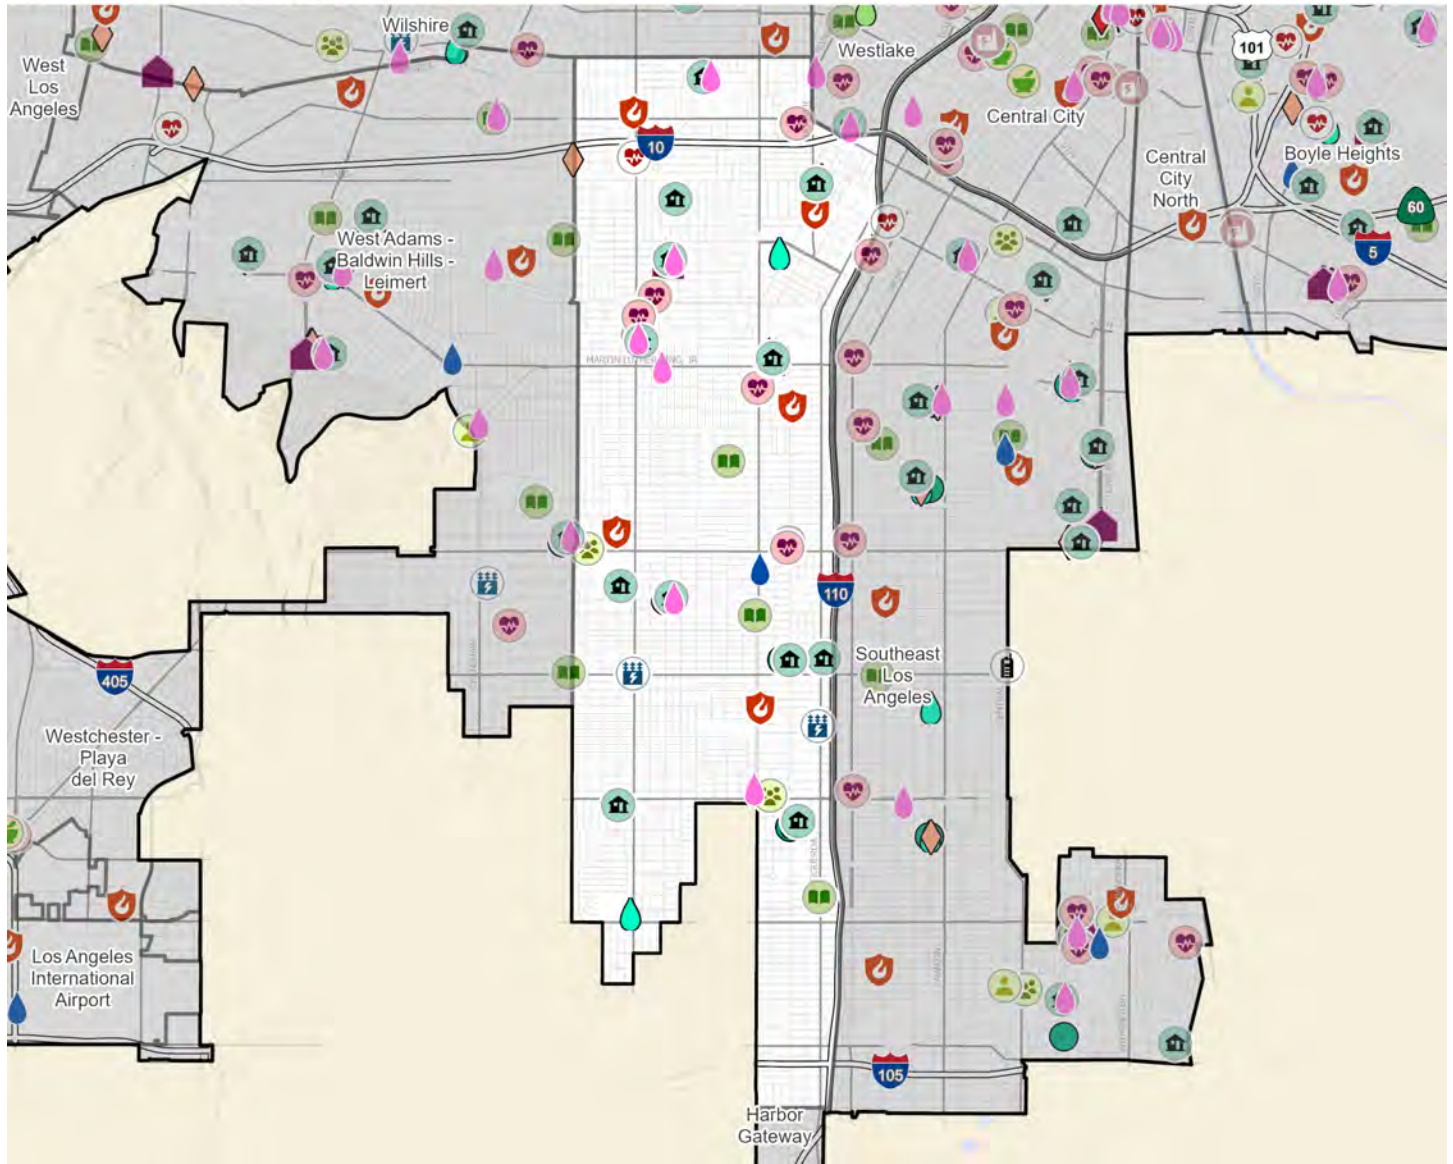 Wilshire
Westlake
101
West
Los
Angeles
Central City
10
Central
City
North
Boyle Heights
60
5
West Adams -
Baldwin Hills -
Leimert
110
405
Southeast
Los
Angeles
Westchester -
Playa
del Rey
Los Angeles
International
Airport
105
Harbor
Gateway